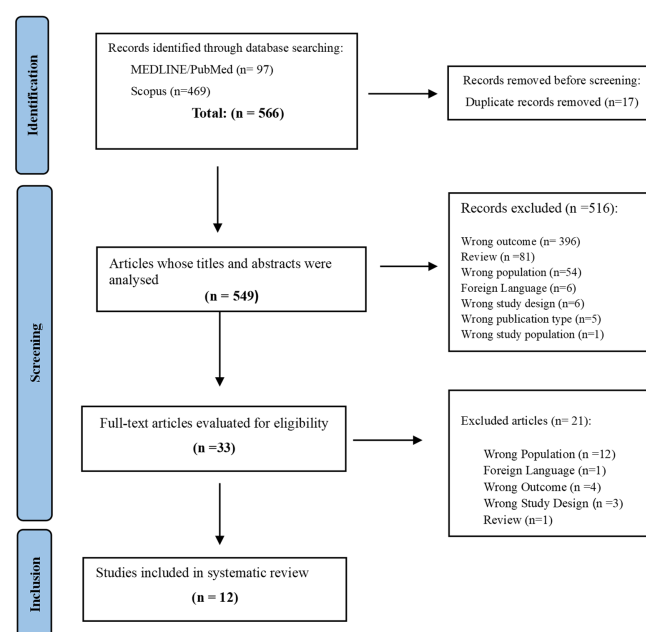 Identification
Records identified through database searching:
MEDLINE/PubMed (n= 97)
Scopus (n=469)
Total: (n = 566)
Records removed before screening:
Duplicate records removed (n=17)
Screening
Articles whose titles and abstracts were
analysed
(n = 549)
Records excluded (n =516):
Wrong outcome (n= 396)
Review (n =81)
Wrong population (n=54)
Foreign Language (n=6)
Wrong study design (n=6)
Wrong publication type (n=5)
Wrong study population (n=1)
Full-text articles evaluated for eligibility
(n =33)
Excluded articles (n= 21):
Wrong Population (n =12)
Foreign Language (n=1)
Wrong Outcome (n =4)
Wrong Study Design (n =3)
Review (n=1)
Inclusion
Studies included in systematic review
(n = 12)